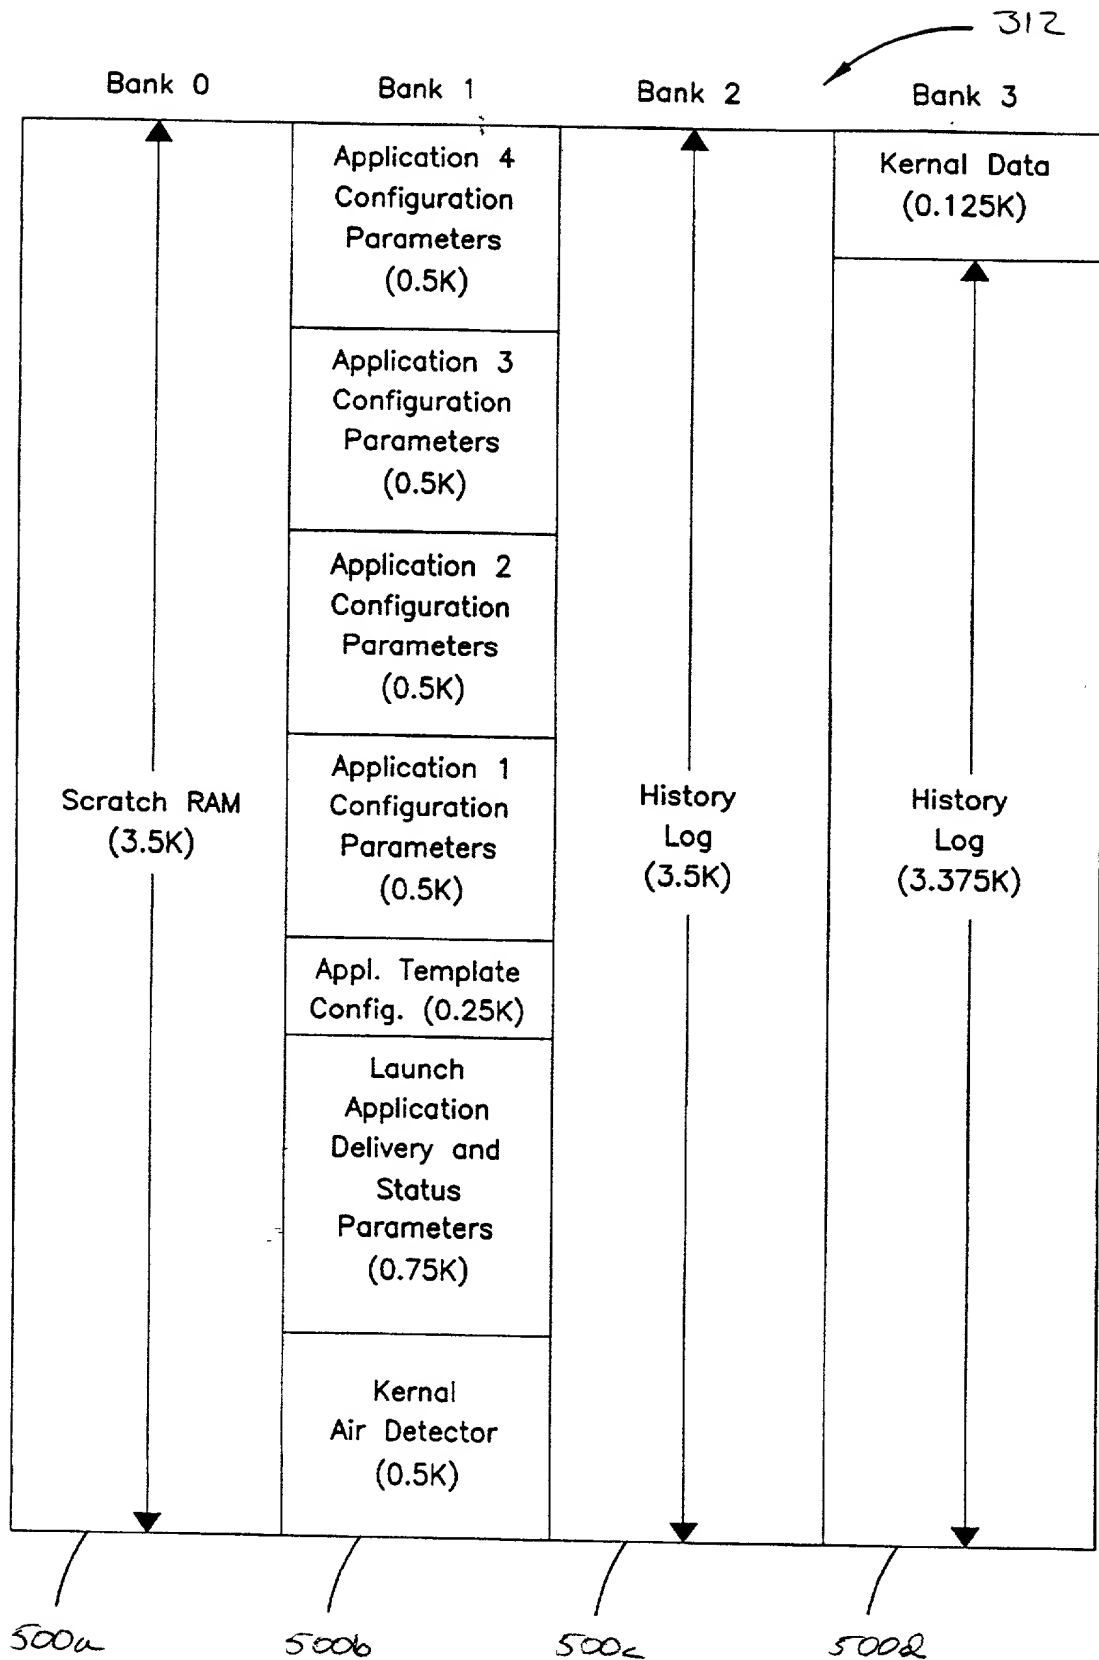 312
Bank 0
Bank 1
Bank 2
Bank 3
Scratch RAM
(3.5K)
Application 4
Configuration
Parameters
(0.5K)
Application 3
Configuration
Parameters
(0.5K)
Application 2
Configuration
Parameters
(0.5K)
Application 1
Configuration
Parameters
(0.5K)
Appl. Template
Config. (0.25K)
Launch
Application
Delivery and
Status
Parameters
(0.75K)
Kernal
Air Detector
(0.5K)
History
Log
(3.5K)
Kernal Data
(0.125K)
History
Log
(3.375K)
500a
500b
500c
500d